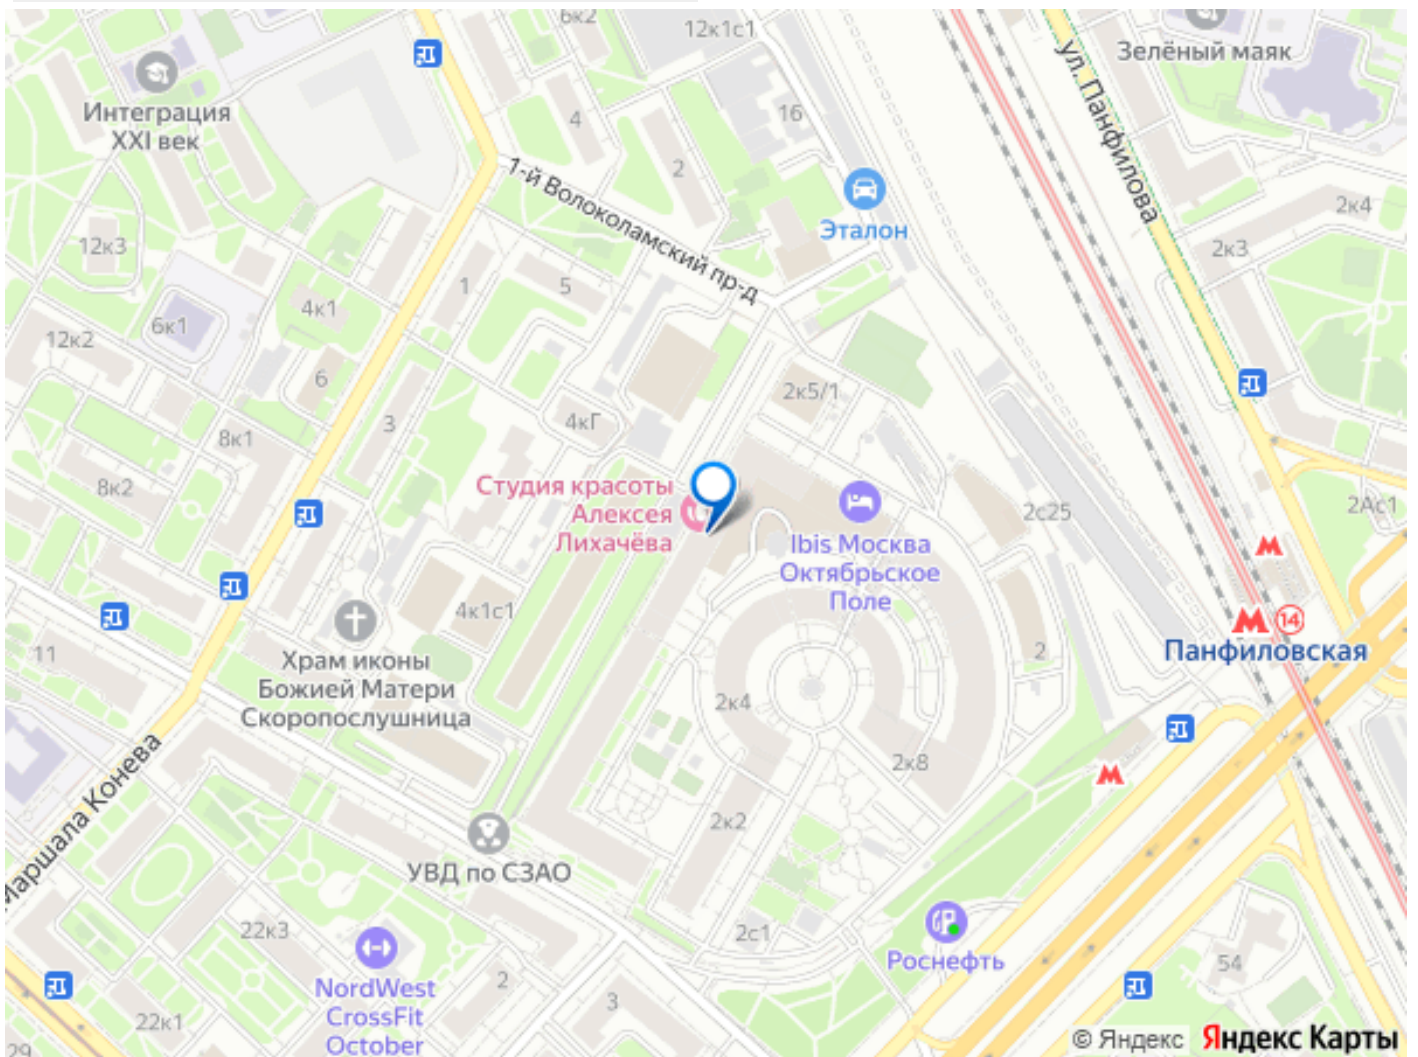 6к2
12к1с1
Зелёный маяк
Интеграция
XXI век
ул. Панфилова
4
16
2
1-й Волоколамский пр-д
Эталон
2к4
2к3
12к3
1
5
4к1
6к1
12к2
6
2к5/1
3
4кГ
8к1
8к2
Студия красоты
Алексея
Лихачёва
Ibis Москва
Октябрьское
Поле
2с25
2Ас1
14
Панфиловская
4к1с1
11
Храм иконы
Божией Матери
Скоропослушница
2
2к4
2к8
Маршала Конева
2к2
УВД по СЗАО
22к3
2с1
Роснефть
54
NordWest
CrossFit
October
2
3
22к1
29
© Яндекс Яндекс Карты